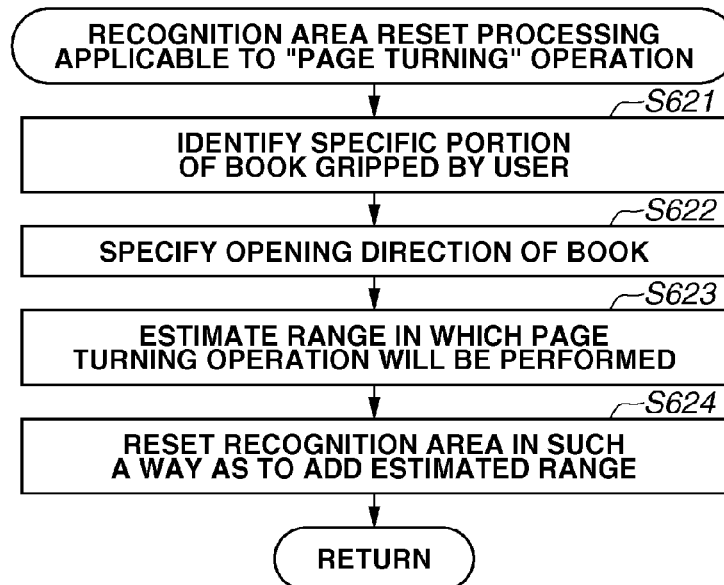 RECOGNITION AREA RESET PROCESSING
APPLICABLE TO "PAGE TURNING" OPERATION
S621
IDENTIFY SPECIFIC PORTION
OF BOOK GRIPPED BY USER
S622
SPECIFY OPENING DIRECTION OF BOOK
S623
ESTIMATE RANGE IN WHICH PAGE
TURNING OPERATION WILL BE PERFORMED
S624
RESET RECOGNITION AREA IN SUCH
A WAY AS TO ADD ESTIMATED RANGE
RETURN